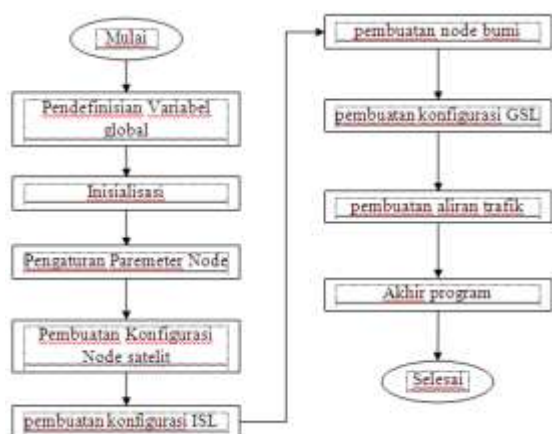 Mulai
Pendefinisian Variabel
global
Inisialisasi
Pengaturan Paremeter Node
Pembuatan Konfigurasi
Node satelit
pembuatan konfigurasi ISL
pembuatan node bumi
pembuatan konfigurasi GSL
pembuatan aliran trafik
Akhir program
Selesai